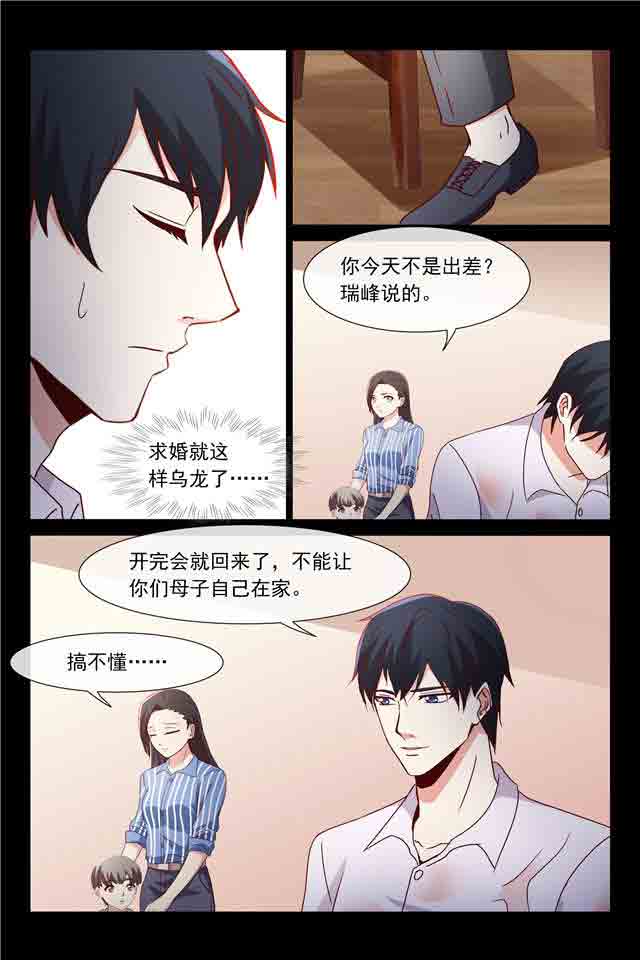 求婚就这
样乌龙了……
你今天不是出差？
瑞峰说的。
开完会就回来了，不能让
你们母子自己在家。
搞不懂……